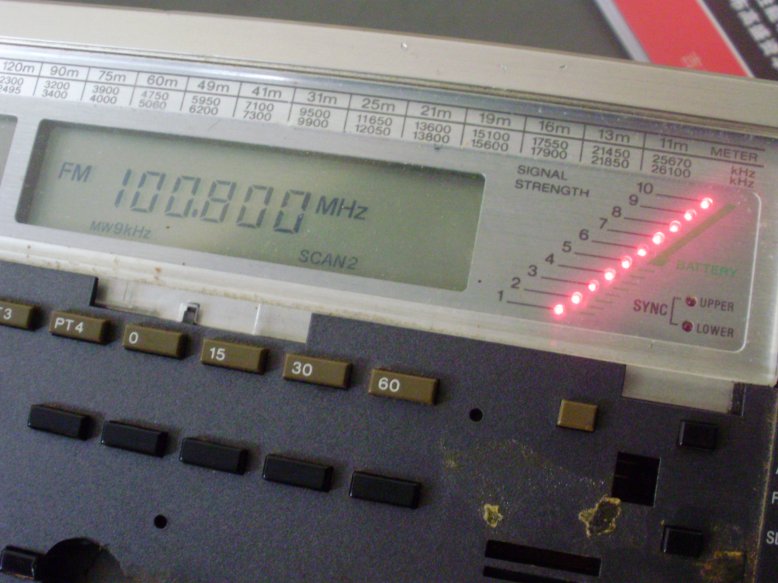 120m 90m 75m 60m 49m 41m 31m 25m 21m 19m 16m 13m 11m METER
2300 3200 3900 4750 5950 7100 9500 11650 13600 15100 17550 21450 25670 kHz
2495 3400 4000 5060 6200 7300 9900 12050 13800 15600 17900 21850 26100 kHz
FM 100.800 MHz
MW9kHz
SCAN2
SIGNAL
STRENGTH
10
9
8
7
6
5
4
3
2
1
BATTERY
SYNC
UPPER
LOWER
PT4
0
15
30
60